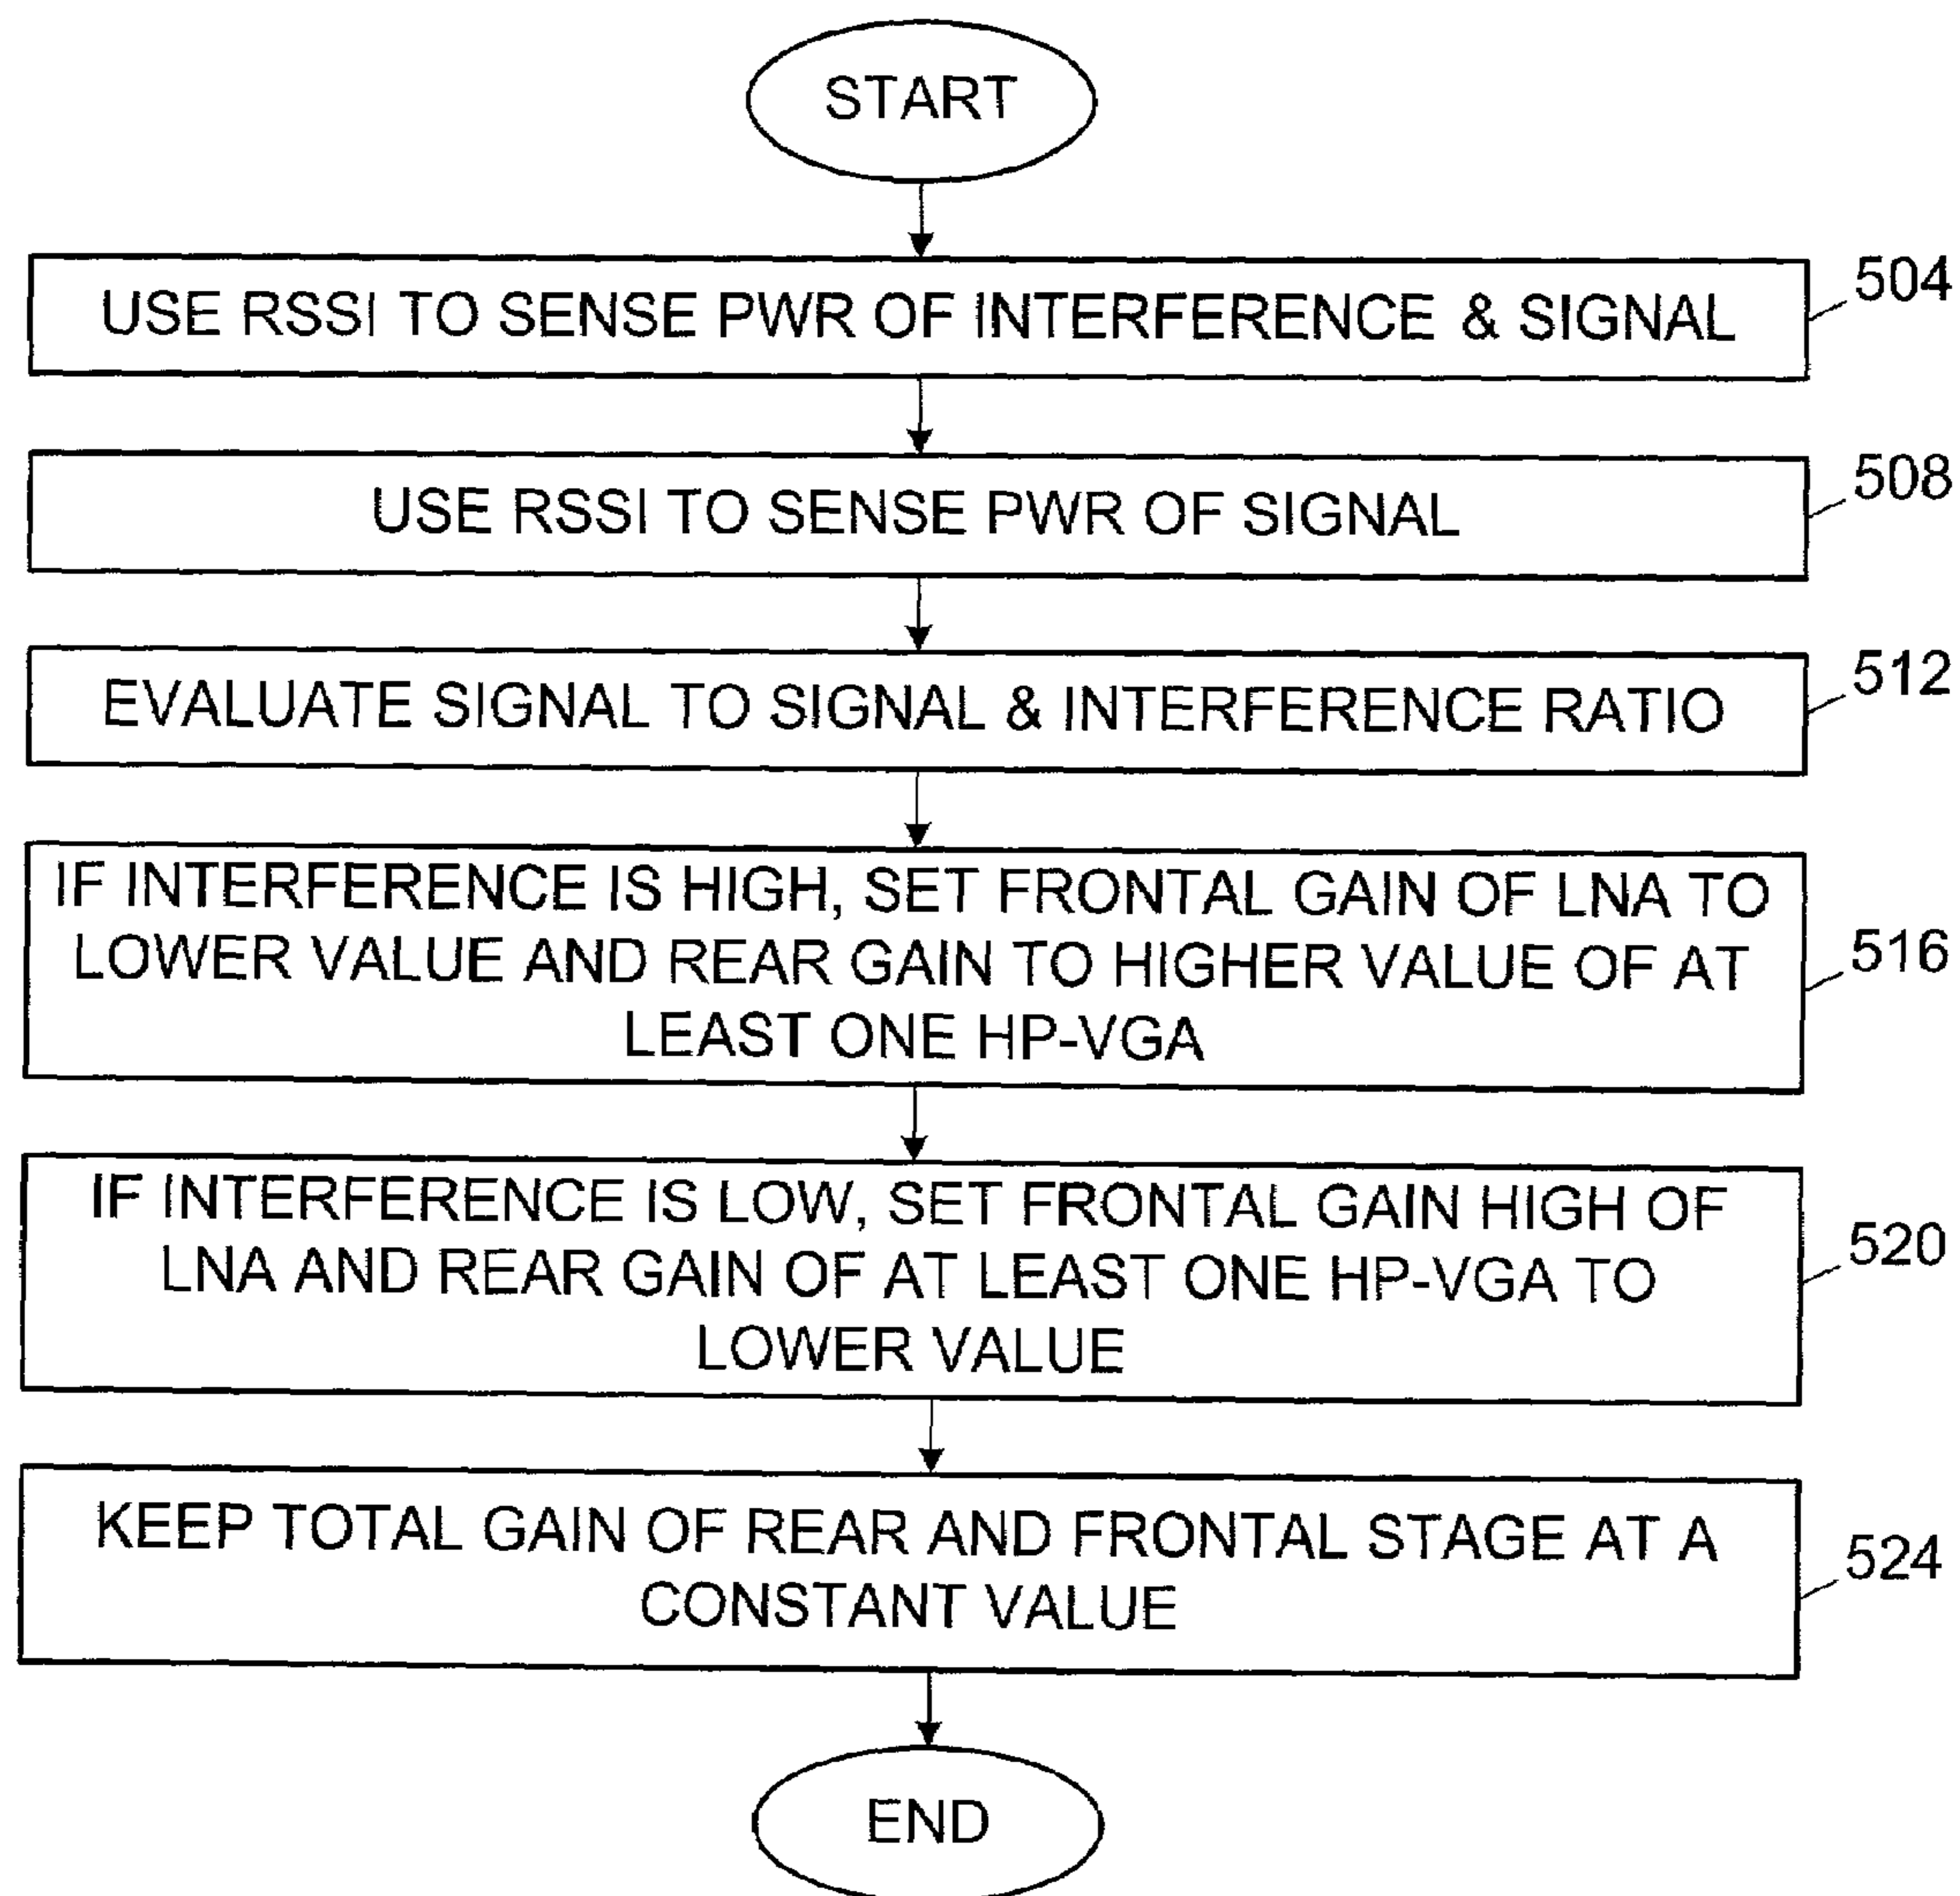 START
USE RSSI TO SENSE PWR OF INTERFERENCE & SIGNAL
504
USE RSSI TO SENSE PWR OF SIGNAL
508
EVALUATE SIGNAL TO SIGNAL & INTERFERENCE RATIO
512
IF INTERFERENCE IS HIGH, SET FRONTAL GAIN OF LNA TO
LOWER VALUE AND REAR GAIN TO HIGHER VALUE OF AT
LEAST ONE HP-VGA
516
IF INTERFERENCE IS LOW, SET FRONTAL GAIN HIGH OF
LNA AND REAR GAIN OF AT LEAST ONE HP-VGA TO
LOWER VALUE
520
KEEP TOTAL GAIN OF REAR AND FRONTAL STAGE AT A
CONSTANT VALUE
524
END